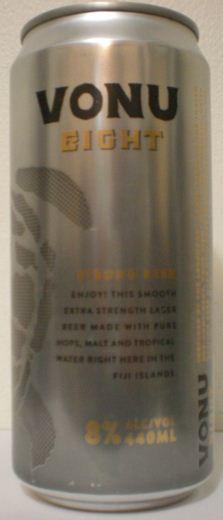 VONU
EIGHT
STRONG BEER
ENJOY! THIS SMOOTH
EXTRA STRENGTH LAGER
BEER MADE WITH PURE
HOPS, MALT AND TROPICAL
WATER RIGHT HERE IN THE
FIJI ISLANDS.
8% ALC/VOL
440ML
VONU